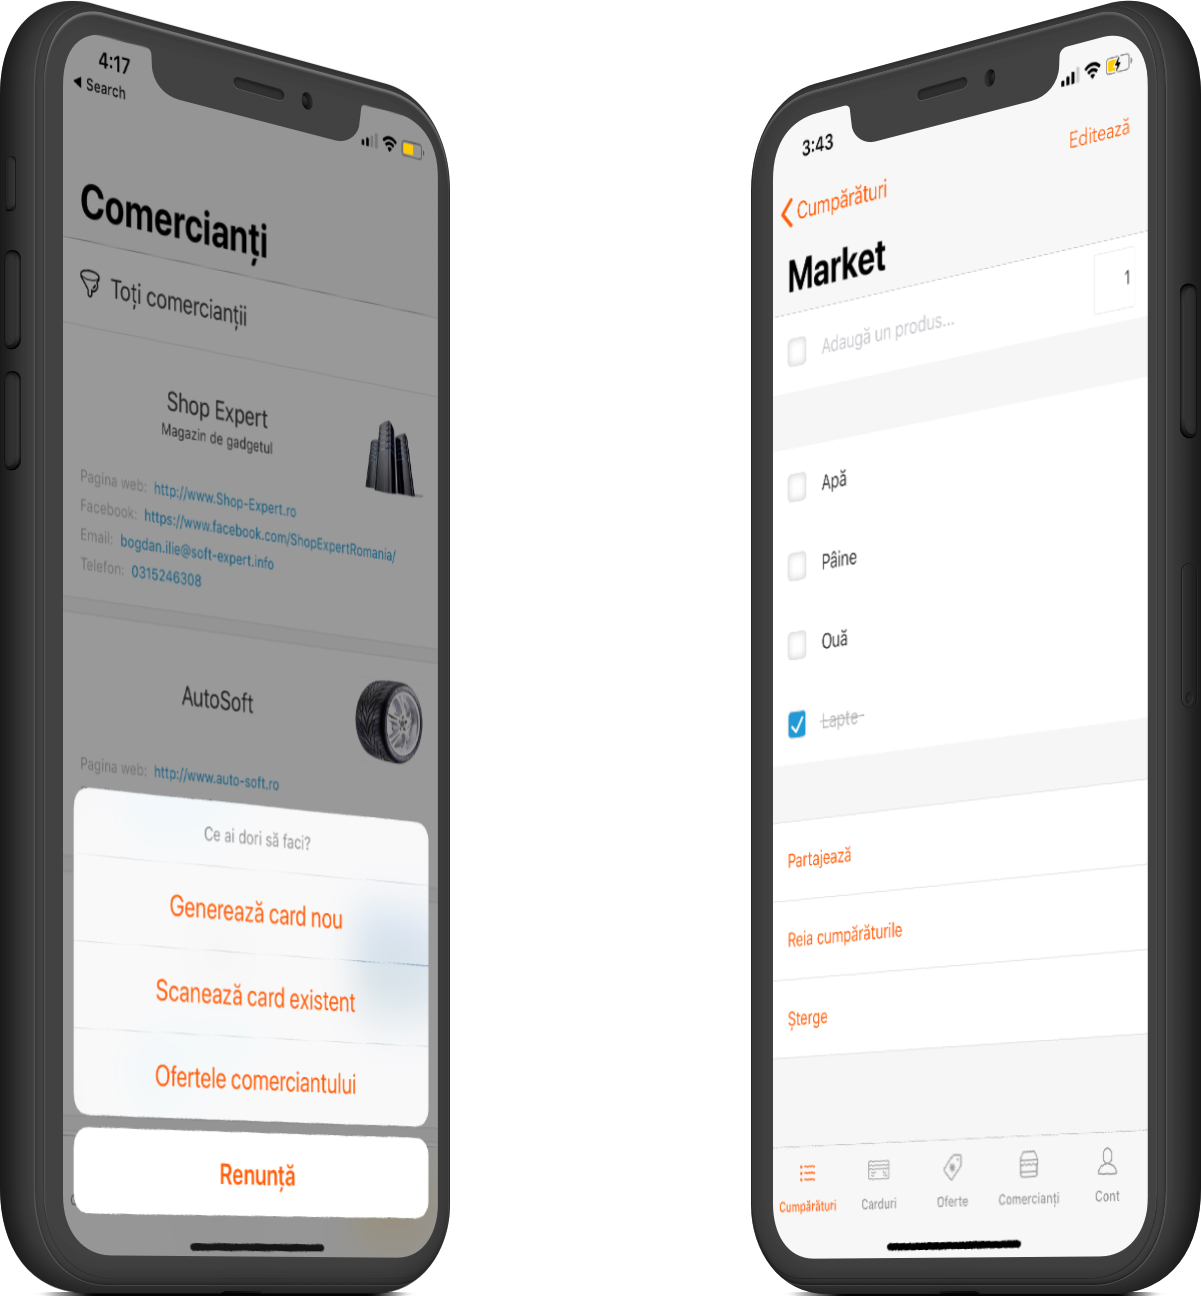 4:17
Search
Comercianți
Toți comercianții
Shop Expert
Magazin de gadgetul
Pagina web: http://www.Shop-Expert.ro
Facebook: https://www.facebook.com/ShopExpertRomania/
Email: bogdan.ilie@soft-expert.info
Telefon: 0315246308
AutoSoft
Pagina web: http://www.auto-soft.ro
Ce ai dori să faci?
Generează card nou
Scanează card existent
Ofertele comerciantului
Renunță
3:43
Editează
Cumpărături
Market
Adaugă un produs...
1
Apă
Pâine
Ouă
Lapte
Partajează
Reia cumpărăturile
Șterge
Cumpărături
Carduri
Oferte
Comercianți
Cont